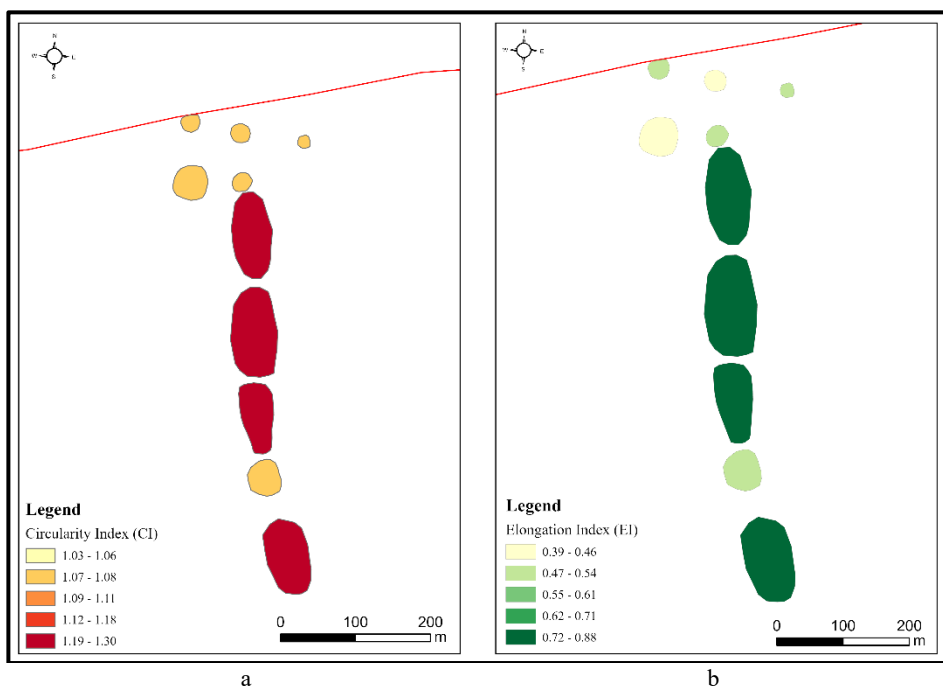 N
W
E
S
Legend
Circularity Index (CI)
1.03 - 1.06
1.07 - 1.08
1.09 - 1.11
1.12 - 1.18
1.19 - 1.30
0 100 200
m
a
N
W E
S
Legend
Elongation Index (EI)
0.39 - 0.46
0.47 - 0.54
0.55 - 0.61
0.62 - 0.71
0.72 - 0.88
0 100 200
m
b